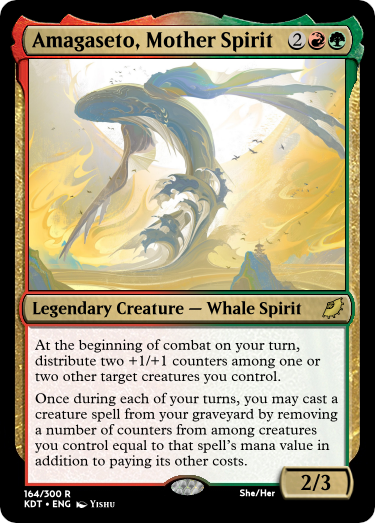 Amagaseto, Mother Spirit 2
Legendary Creature — Whale Spirit
At the beginning of combat on your turn,
distribute two +1/+1 counters among one or
two other target creatures you control.
Once during each of your turns, you may cast a
creature spell from your graveyard by removing
a number of counters from among creatures
you control equal to that spell's mana value in
addition to paying its other costs.
2/3
164/300 R
She/Her
KDT • ENG Yishu